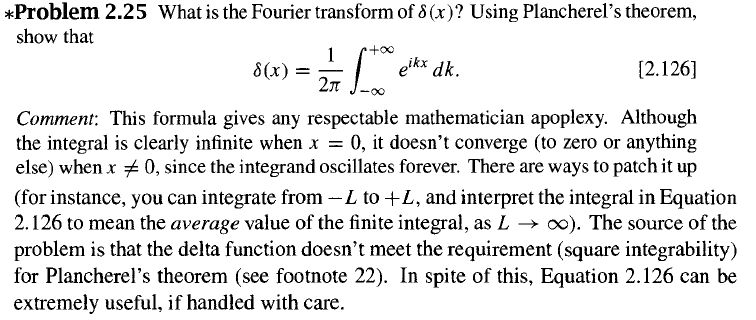 *Problem 2.25 What is the Fourier transform of δ(x)? Using Plancherel's theorem,
show that
δ(x) = \frac{1}{2π} \int_{-∞}^{+∞} e^{ikx} dk. [2.126]
Comment: This formula gives any respectable mathematician apoplexy. Although
the integral is clearly infinite when x = 0, it doesn't converge (to zero or anything
else) when x ≠ 0, since the integrand oscillates forever. There are ways to patch it up
(for instance, you can integrate from −L to +L, and interpret the integral in Equation
2.126 to mean the average value of the finite integral, as L → ∞). The source of the
problem is that the delta function doesn't meet the requirement (square integrability)
for Plancherel's theorem (see footnote 22). In spite of this, Equation 2.126 can be
extremely useful, if handled with care.